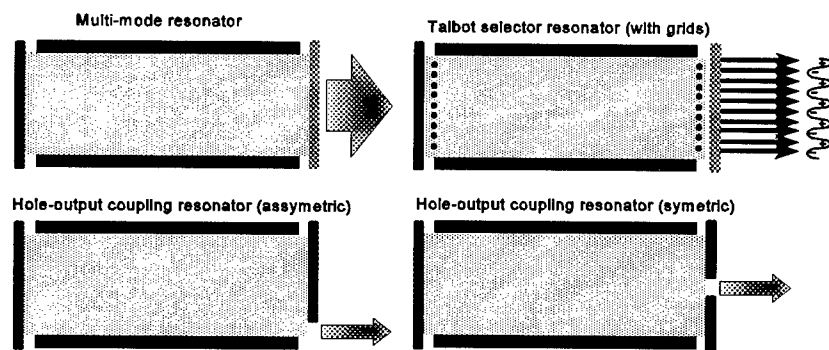 Multi-mode resonator
Talbot selector resonator (with grids)
Hole-output coupling resonator (assymetric)
Hole-output coupling resonator (symetric)